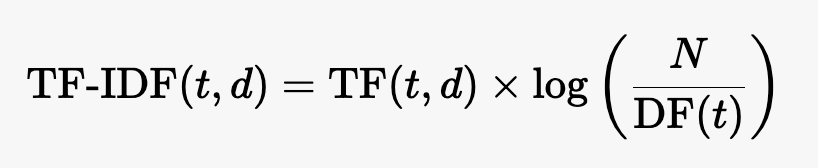 TF-IDF(t, d) = TF(t, d) × log (N / DF(t))